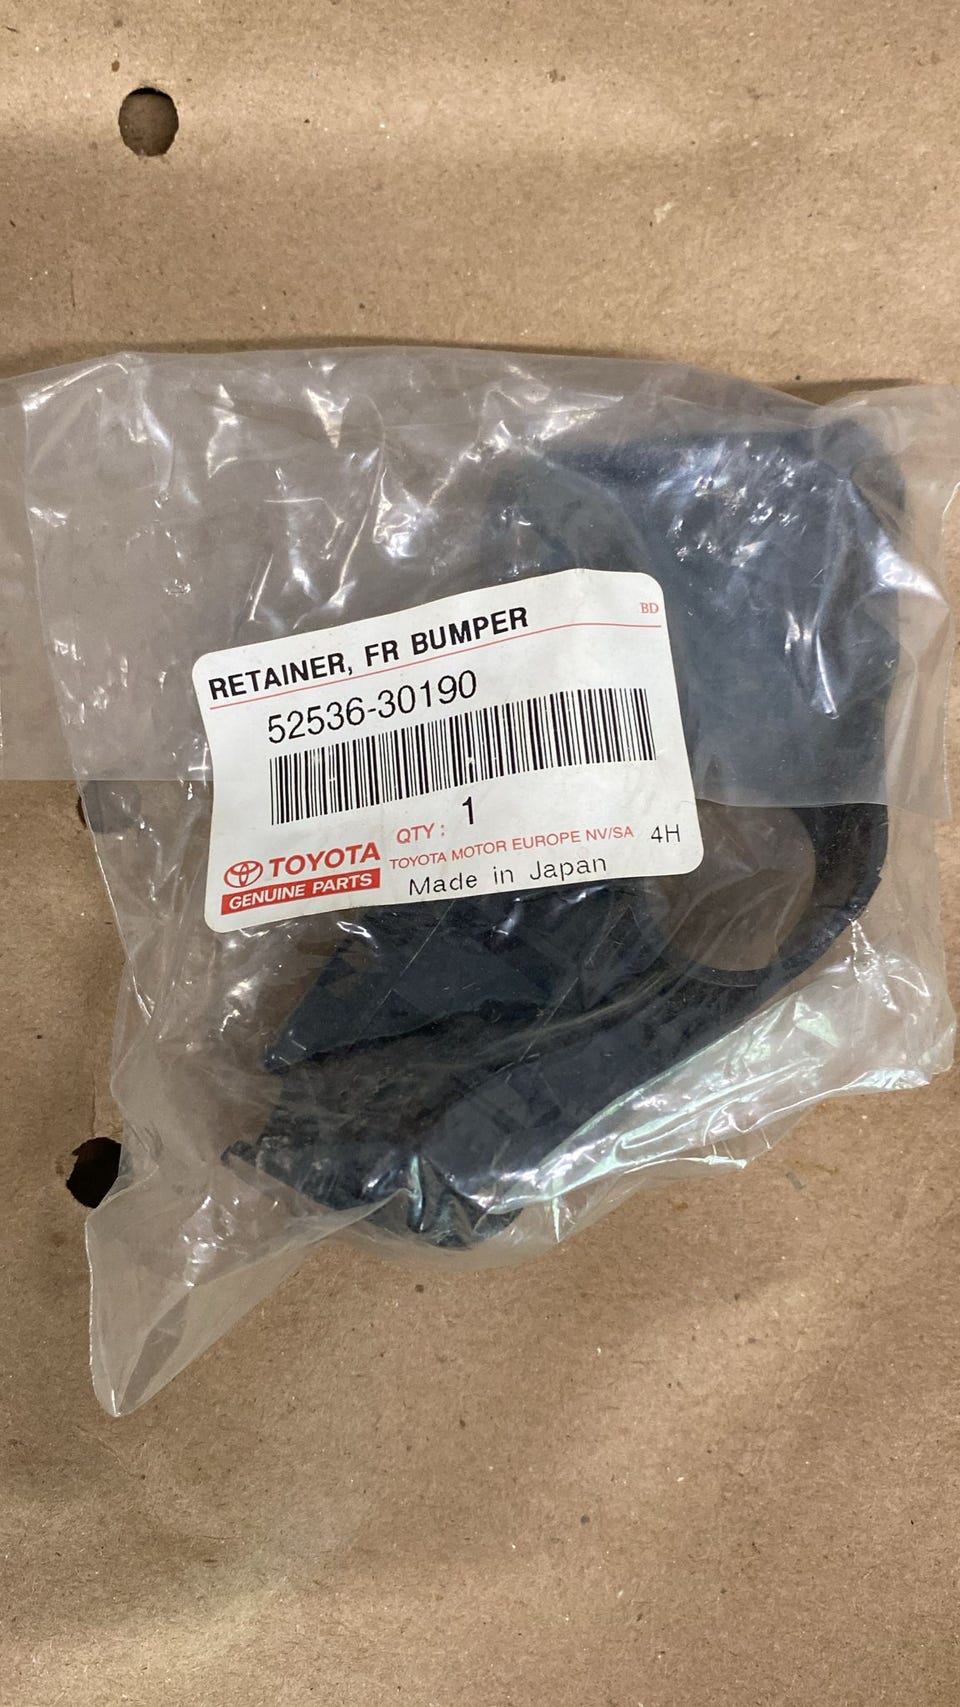 BD
RETAINER, FR BUMPER
52536-30190
QTY : 1
TOYOTA
GENUINE PARTS
TOYOTA MOTOR EUROPE NV/SA 4H
Made in Japan